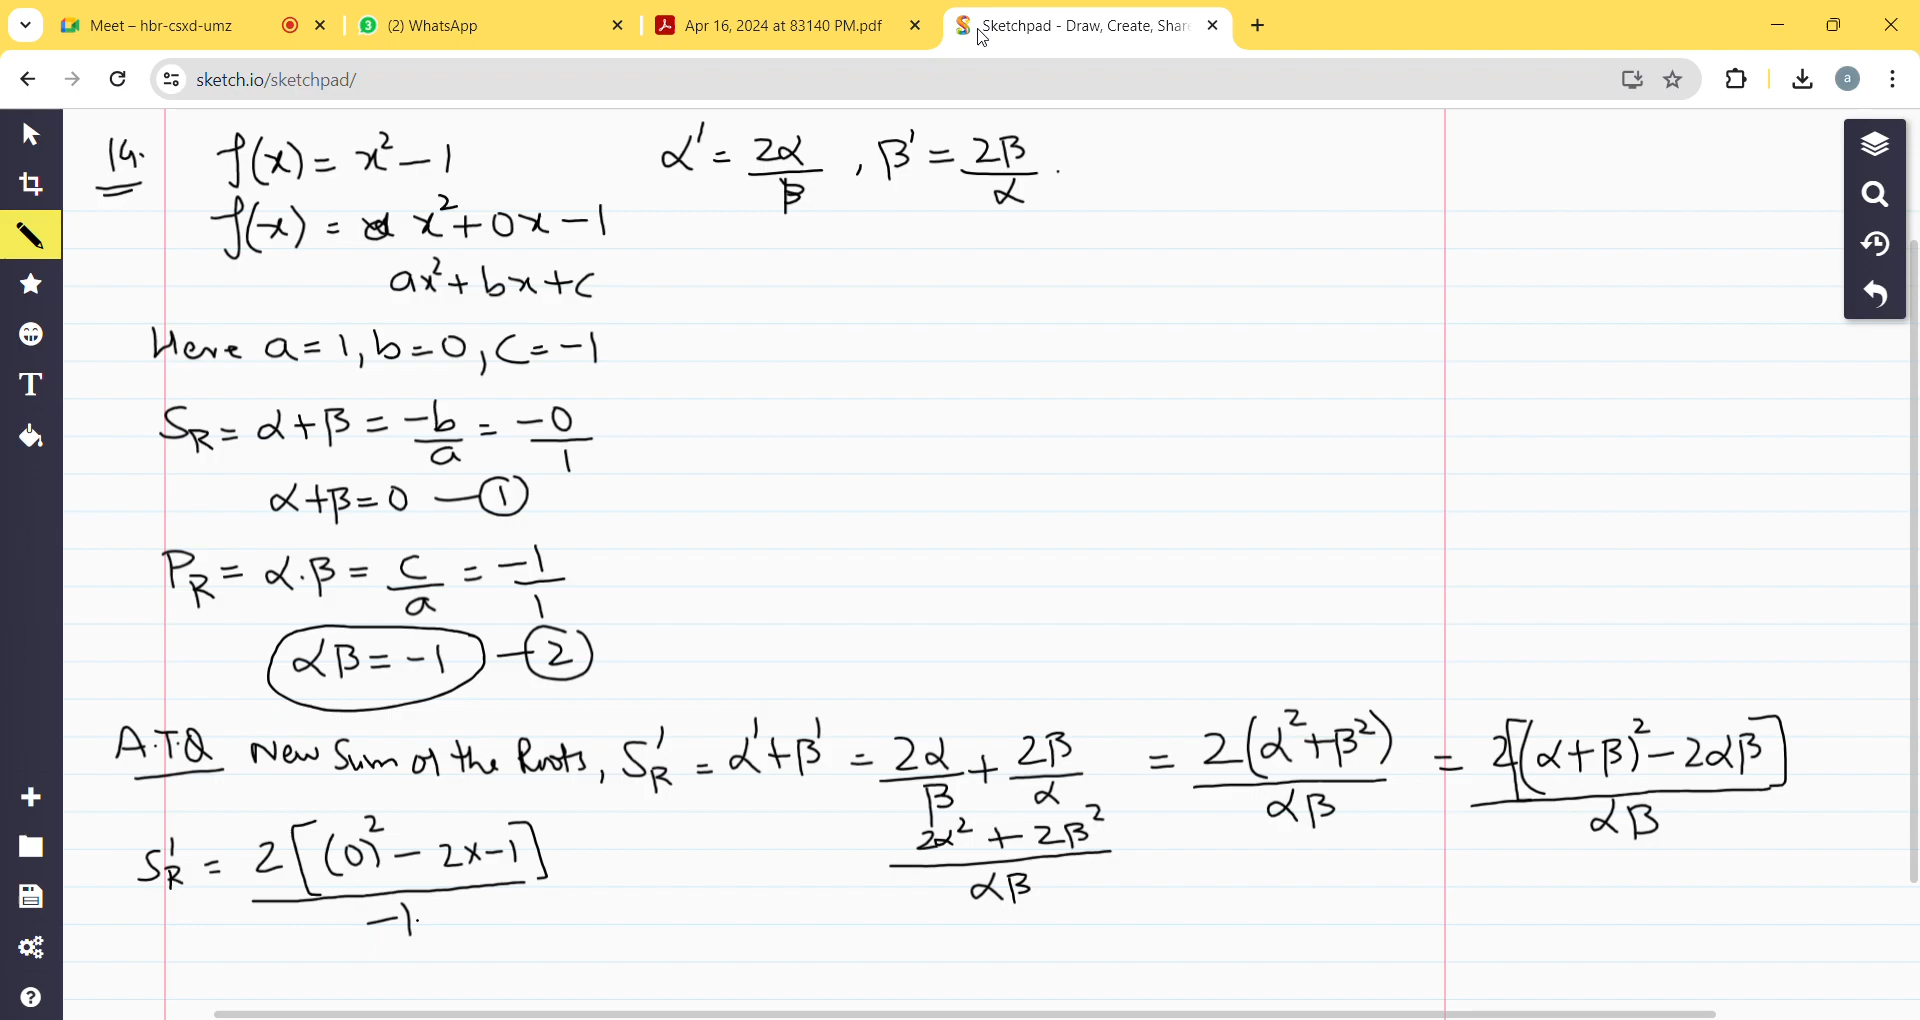 Meet – hbr-csxd-umz
(2) WhatsApp
Apr 16, 2024 at 83140 PM.pdf
Sketchpad - Draw, Create, Share
sketch.io/sketchpad/
a
14. f(x) = x² - 1 α' = 2α/β , β' = 2β/α .
f(x) = x² + 0x - 1
ax² + bx + c
Here a = 1, b = 0, c = -1
S_R = α + β = -b/a = -0/1
α + β = 0 — ①
P_R = α . β = c/a = -1/1
αβ = -1 — ②
A.T.Q New Sum of the Roots, S'_R = α' + β' = 2α/β + 2β/α = 2(α² + β²)/αβ = 2[(α + β)² - 2αβ]/αβ
(2α² + 2β²)/αβ
S'_R = 2[(0)² - 2x-1]/-1.